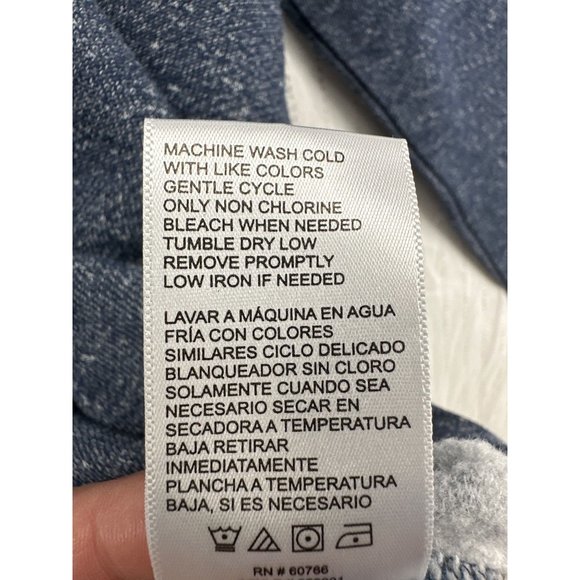 MACHINE WASH COLD
WITH LIKE COLORS
GENTLE CYCLE
ONLY NON CHLORINE
BLEACH WHEN NEEDED
TUMBLE DRY LOW
REMOVE PROMPTLY
LOW IRON IF NEEDED
LAVAR A MÁQUINA EN AGUA
FRÍA CON COLORES
SIMILARES CICLO DELICADO
BLANQUEADOR SIN CLORO
SOLAMENTE CUANDO SEA
NECESARIO SECAR EN
SECADORA A TEMPERATURA
BAJA RETIRAR
INMEDIATAMENTE
PLANCHA A TEMPERATURA
BAJA, SI ES NECESARIO
RN # 60766